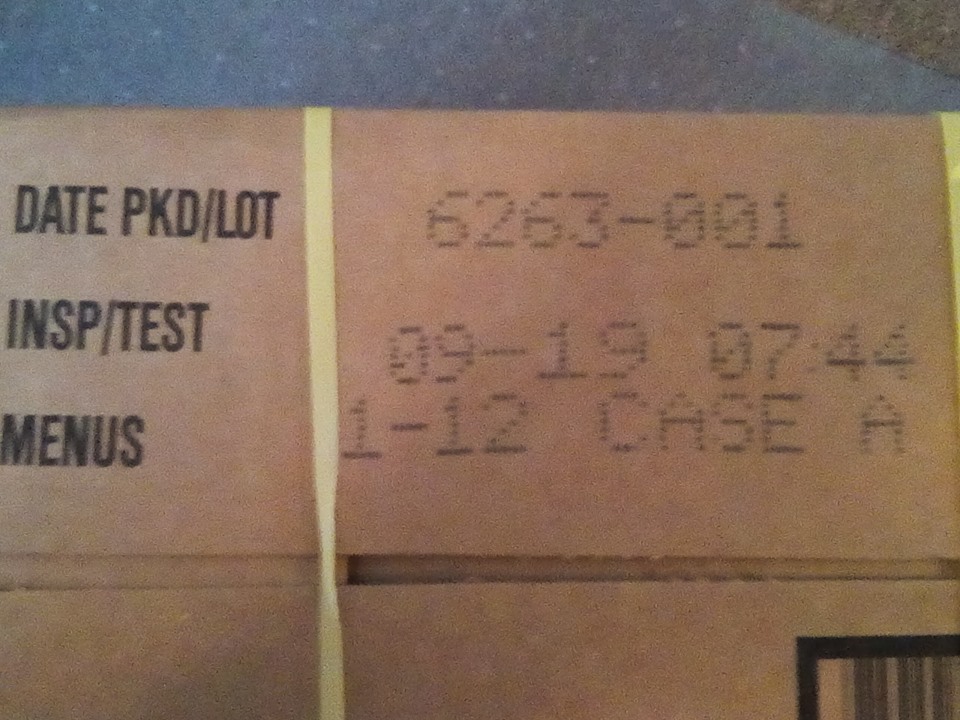 DATE PKD/LOT 6263-001
INSP/TEST 09-19 07:44
MENUS 1-12 CASE A